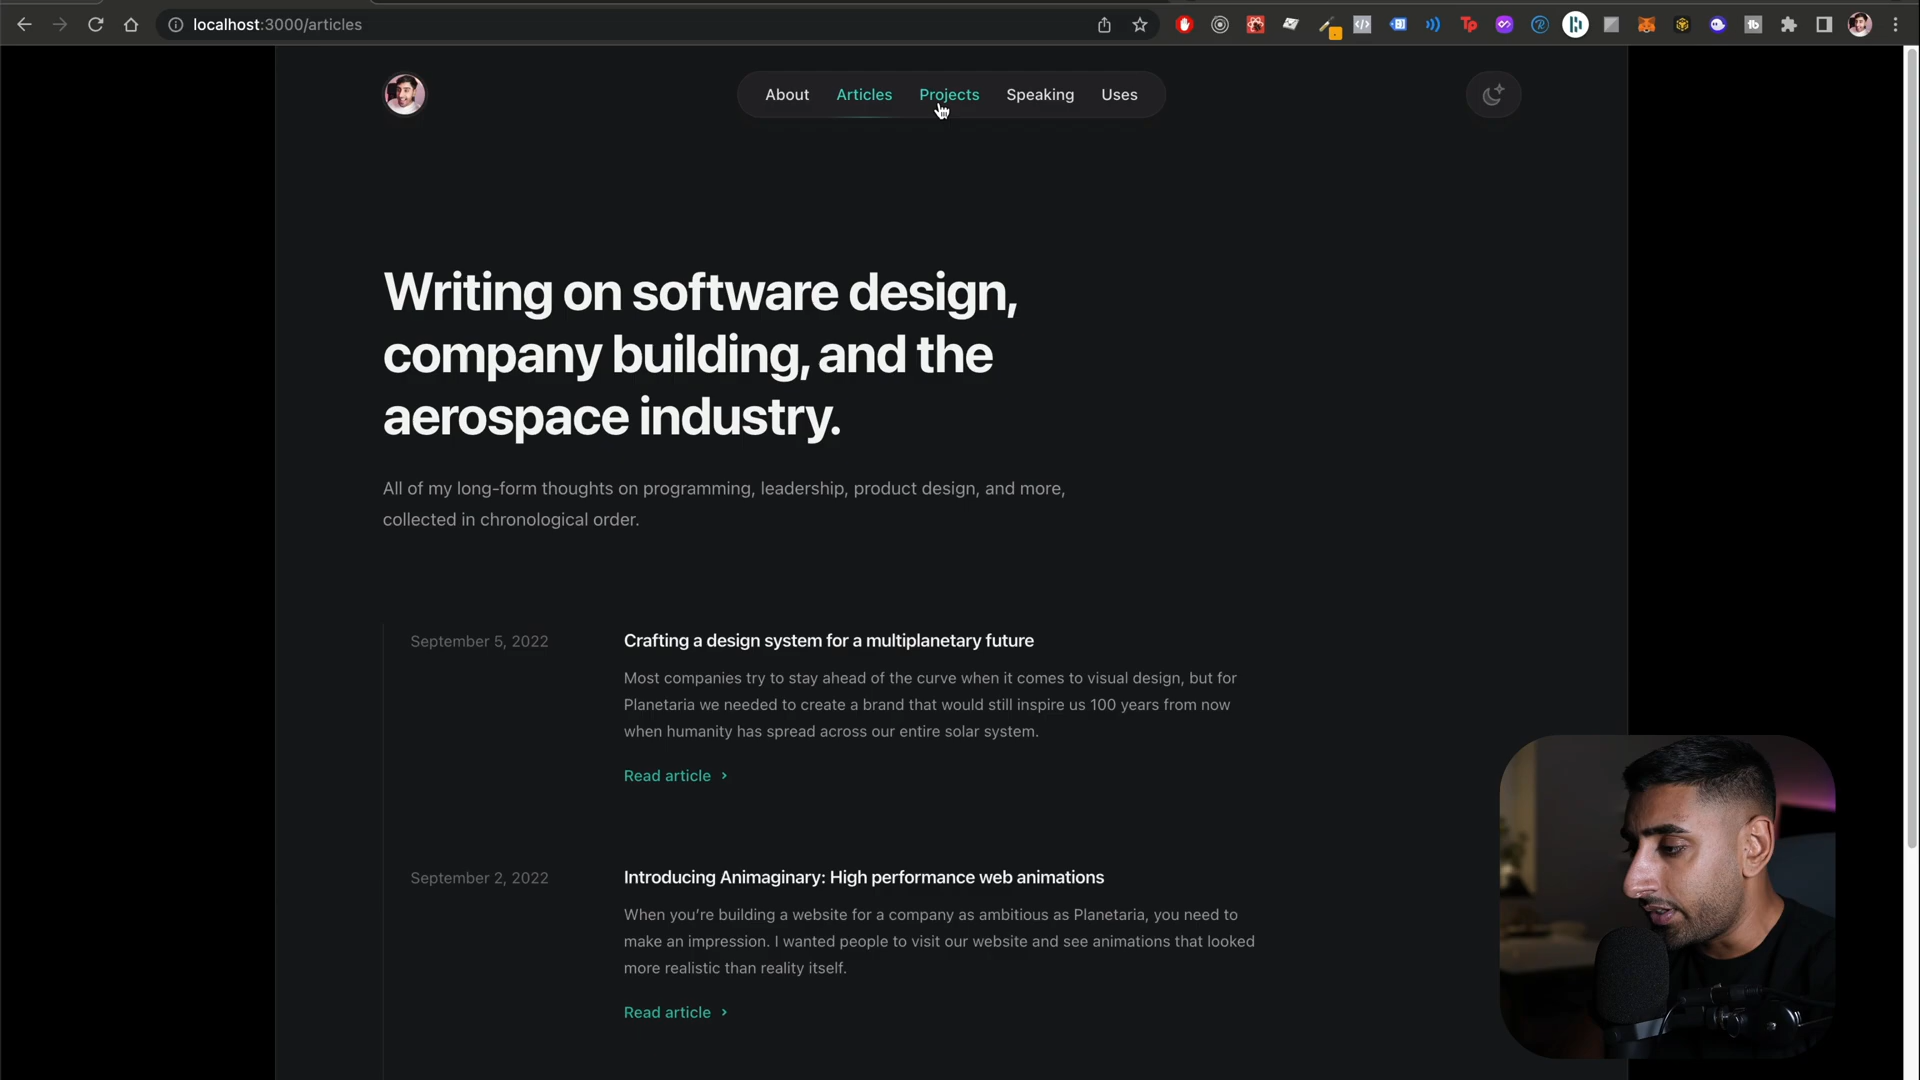 localhost:3000/articles
About Articles Projects Speaking Uses
Writing on software design,
company building, and the
aerospace industry.
All of my long-form thoughts on programming, leadership, product design, and more,
collected in chronological order.
September 5, 2022
Crafting a design system for a multiplanetary future
Most companies try to stay ahead of the curve when it comes to visual design, but for
Planetaria we needed to create a brand that would still inspire us 100 years from now
when humanity has spread across our entire solar system.
Read article
September 2, 2022
Introducing Animaginary: High performance web animations
When you’re building a website for a company as ambitious as Planetaria, you need to
make an impression. I wanted people to visit our website and see animations that looked
more realistic than reality itself.
Read article